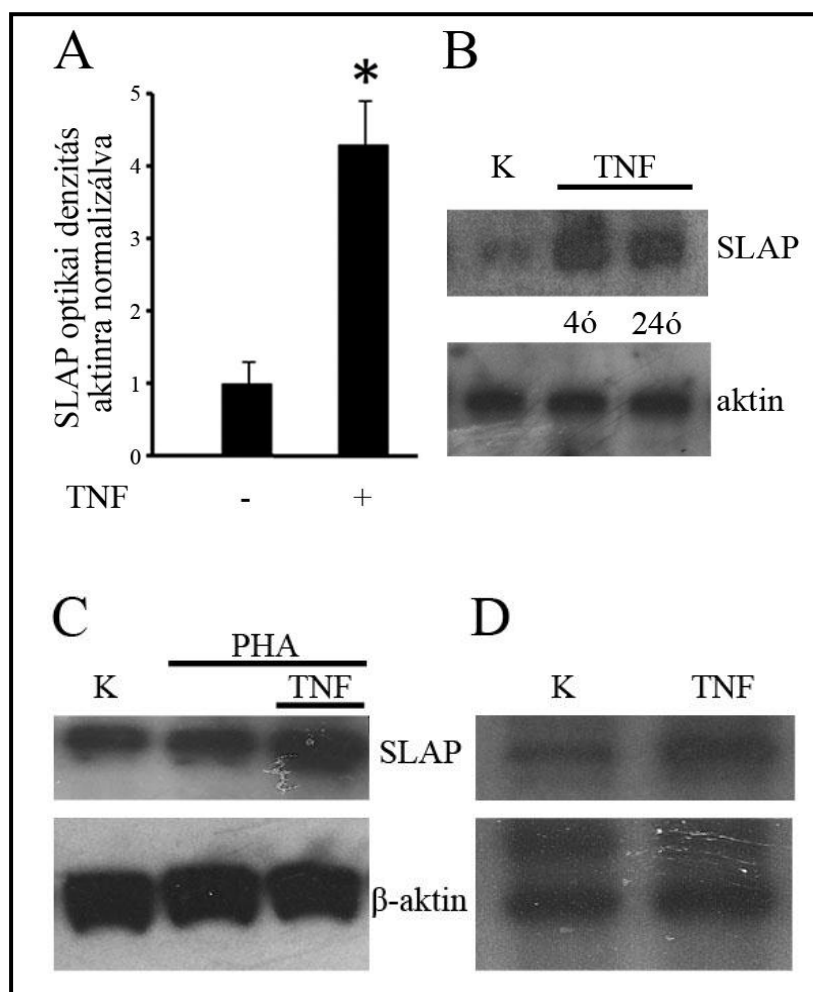 A
SLAP optikai denzitás
aktinra normalizálva
5
4
3
2
1
0
*
TNF - +
B
K TNF
SLAP
4ó 24ó
aktin
C
PHA
K TNF
SLAP
β-aktin
D
K TNF